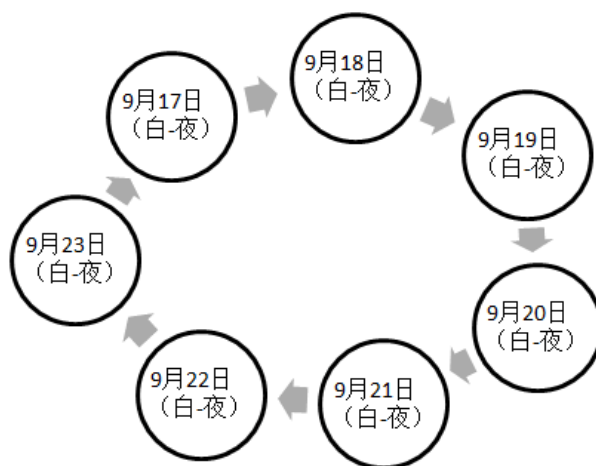 9月17日
（白-夜）
9月18日
（白-夜）
9月19日
（白-夜）
9月20日
（白-夜）
9月21日
（白-夜）
9月22日
（白-夜）
9月23日
（白-夜）